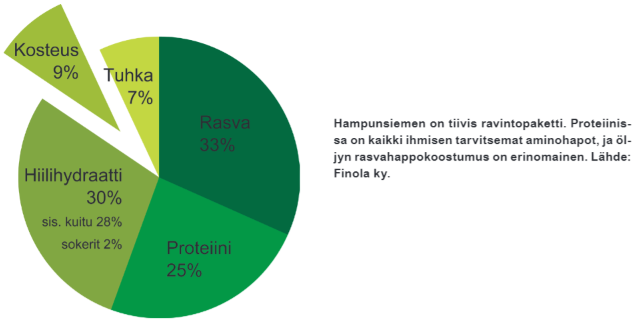 Kosteus
9%
Tuhka
7%
Rasva
33%
Hiilihydraatti
30%
sis. kuitu 28%
sokerit 2%
Proteiini
25%
Hampunsiemen on tiivis ravintopaketti. Proteiinis-
sa on kaikki ihmisen tarvitsemat aminohapot, ja öl-
jyn rasvahappokoostumus on erinomainen. Lähde:
Finola ky.